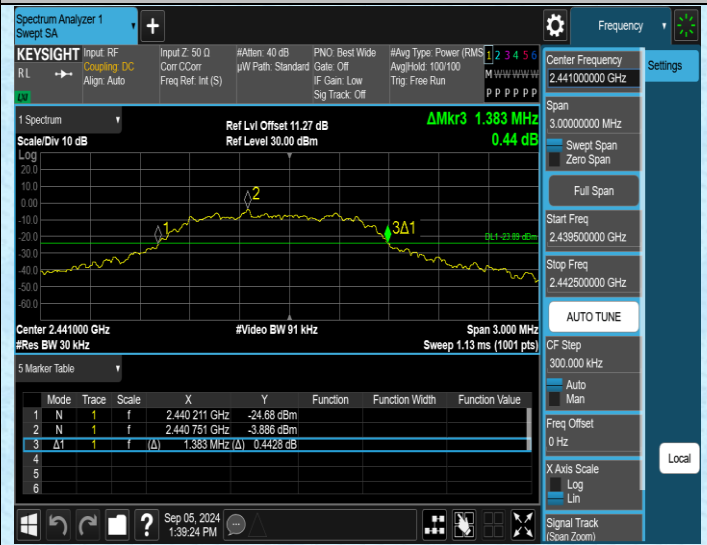 Spectrum Analyzer 1
Swept SA
+
Frequency
KEYSIGHT
RL
LXI
Input: RF
Coupling: DC
Align: Auto
Input Z: 50 Ω
Corr CCorr
Freq Ref: Int (S)
#Atten: 40 dB
µW Path: Standard
PNO: Best Wide
Gate: Off
IF Gain: Low
Sig Track: Off
#Avg Type: Power (RMS
Avg|Hold: 100/100
Trig: Free Run
1 2 3 4 5 6
M W W W W W
P P P P P P
1 Spectrum
Scale/Div 10 dB
Ref Lvl Offset 11.27 dB
Ref Level 30.00 dBm
ΔMkr3 1.383 MHz
0.44 dB
Log
20.0
10.0
0.00
-10.0
-20.0
-30.0
-40.0
-50.0
-60.0
1
2
3Δ1
DL1 -23.89 dBm
Center 2.441000 GHz
#Res BW 30 kHz
#Video BW 91 kHz
Span 3.000 MHz
Sweep 1.13 ms (1001 pts)
5 Marker Table
Mode Trace Scale X Y Function Function Width Function Value
1 N 1 f 2.440 211 GHz -24.68 dBm
2 N 1 f 2.440 751 GHz -3.886 dBm
3 Δ1 1 f (Δ) 1.383 MHz (Δ) 0.4428 dB
4
5
6
?
Sep 05, 2024
1:39:24 PM
Center Frequency
2.441000000 GHz
Span
3.00000000 MHz
Swept Span
Zero Span
Full Span
Start Freq
2.439500000 GHz
Stop Freq
2.442500000 GHz
AUTO TUNE
CF Step
300.000 kHz
Auto
Man
Freq Offset
0 Hz
X Axis Scale
Log
Lin
Signal Track
(Span Zoom)
Settings
Local